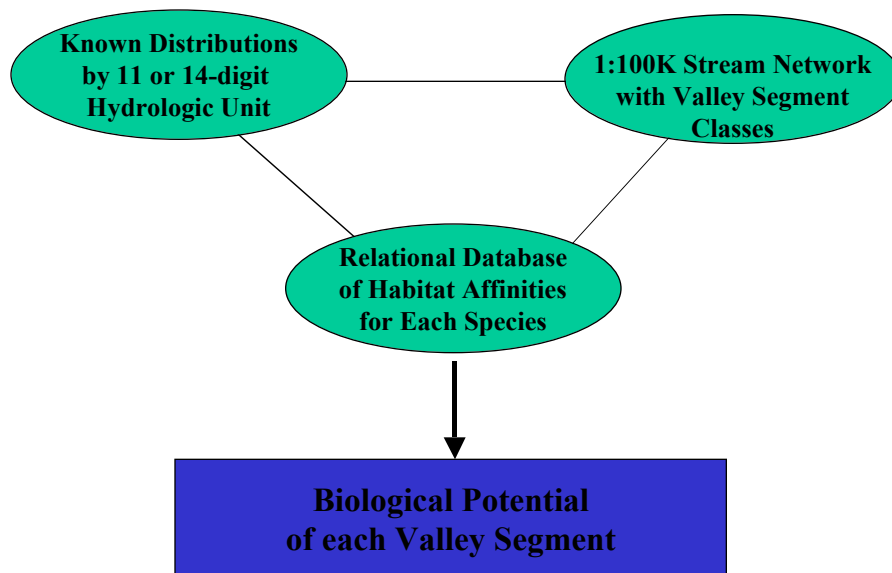 Known Distributions
by 11 or 14-digit
Hydrologic Unit
1:100K Stream Network
with Valley Segment
Classes
Relational Database
of Habitat Affinities
for Each Species
Biological Potential
of each Valley Segment